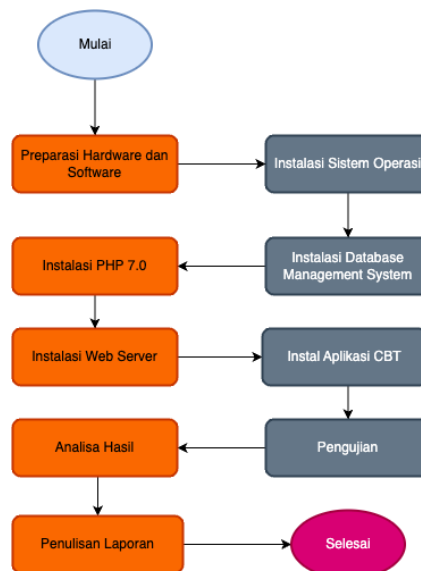 Mulai
Preparasi Hardware dan
Software
Instalasi Sistem Operasi
Instalasi Database
Management System
Instalasi PHP 7.0
Instalasi Web Server
Instal Aplikasi CBT
Pengujian
Analisa Hasil
Penulisan Laporan
Selesai